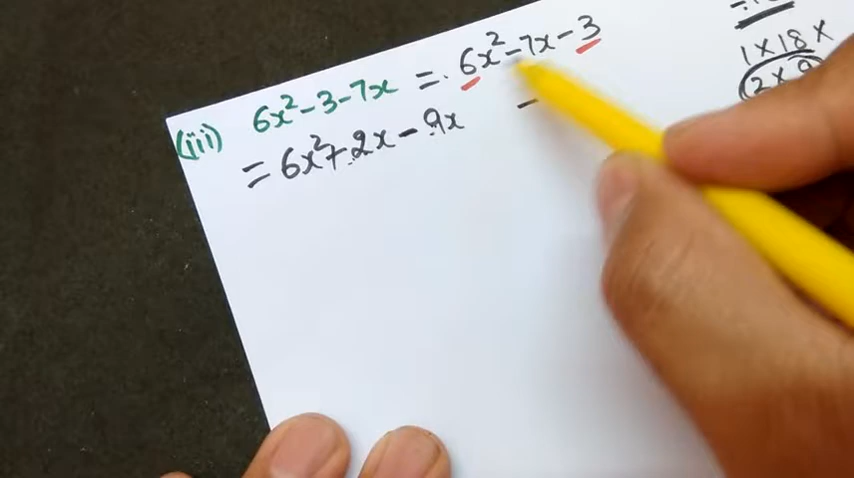 (iii) 6x² - 3 - 7x = 6x² - 7x - 3
= 6x² + 2x - 9x
1 × 18 ×
2 × 9